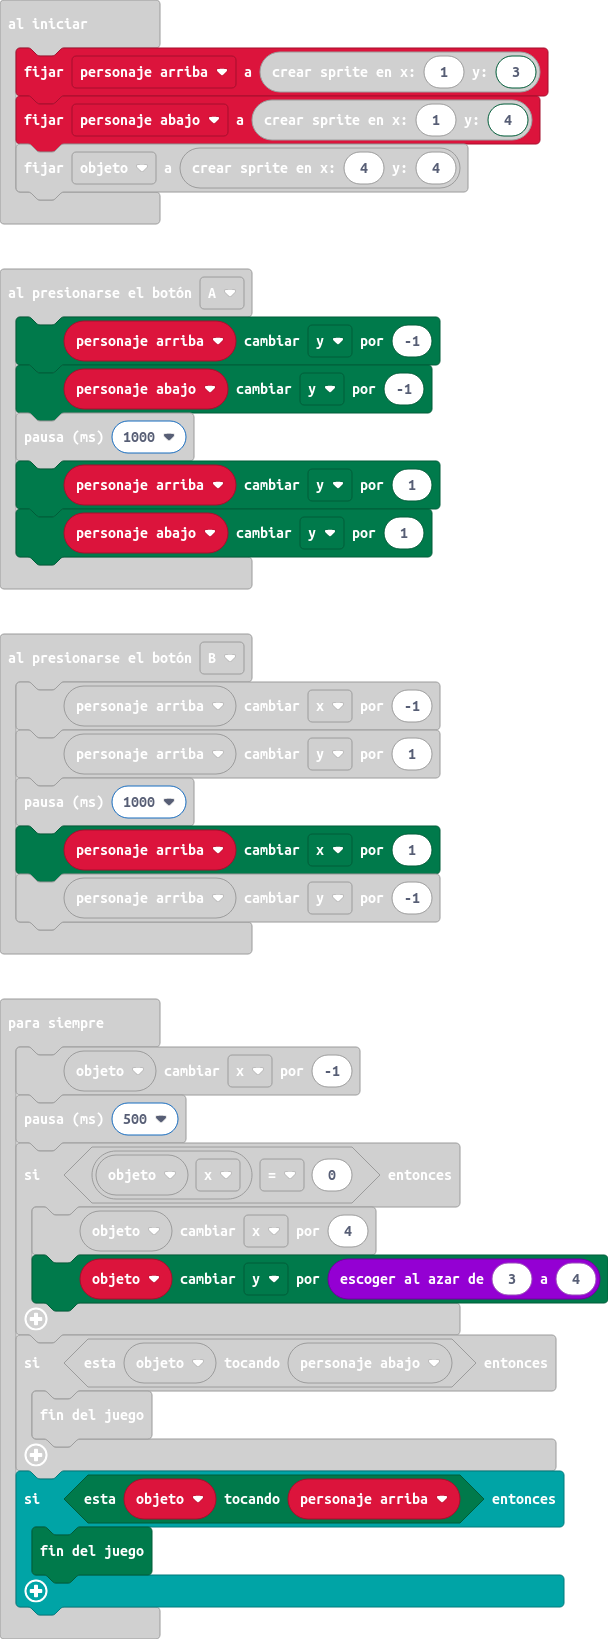 al iniciar
fijar personaje arriba a crear sprite en x: 1 y: 3
fijar personaje abajo a crear sprite en x: 1 y: 4
fijar objeto a crear sprite en x: 4 y: 4
al presionarse el botón A
personaje arriba cambiar y por -1
personaje abajo cambiar y por -1
pausa (ms) 1000
personaje arriba cambiar y por 1
personaje abajo cambiar y por 1
al presionarse el botón B
personaje arriba cambiar x por -1
personaje arriba cambiar y por 1
pausa (ms) 1000
personaje arriba cambiar x por 1
personaje arriba cambiar y por -1
para siempre
objeto cambiar x por -1
pausa (ms) 500
si objeto x = 0 entonces
objeto cambiar x por 4
objeto cambiar y por escoger al azar de 3 a 4
si esta objeto tocando personaje abajo entonces
fin del juego
si esta objeto tocando personaje arriba entonces
fin del juego